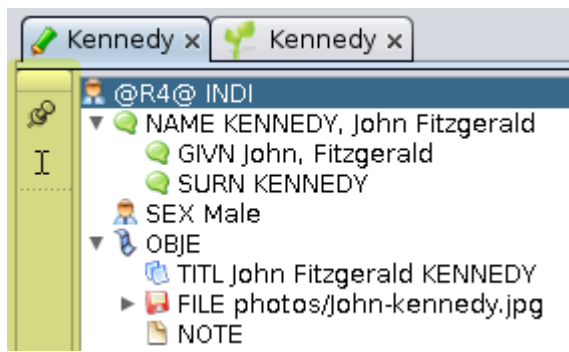 Kennedy x Kennedy x
@R4@ INDI
NAME KENNEDY, John Fitzgerald
GIVN John, Fitzgerald
SURN KENNEDY
SEX Male
OBJE
TITL John Fitzgerald KENNEDY
FILE photos/John-kennedy.jpg
NOTE